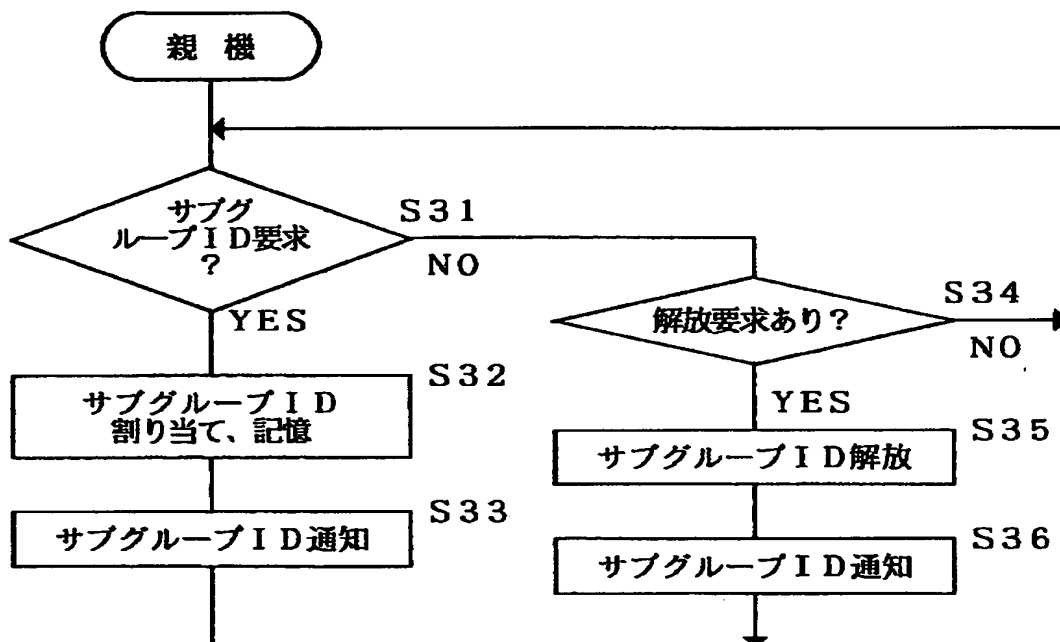 親 機
サブグ
ループID要求
?
S31
NO
YES
S32
サブグループID
割り当て、記憶
S33
サブグループID通知
解放要求あり?
S34
NO
YES
S35
サブグループID解放
S36
サブグループID通知